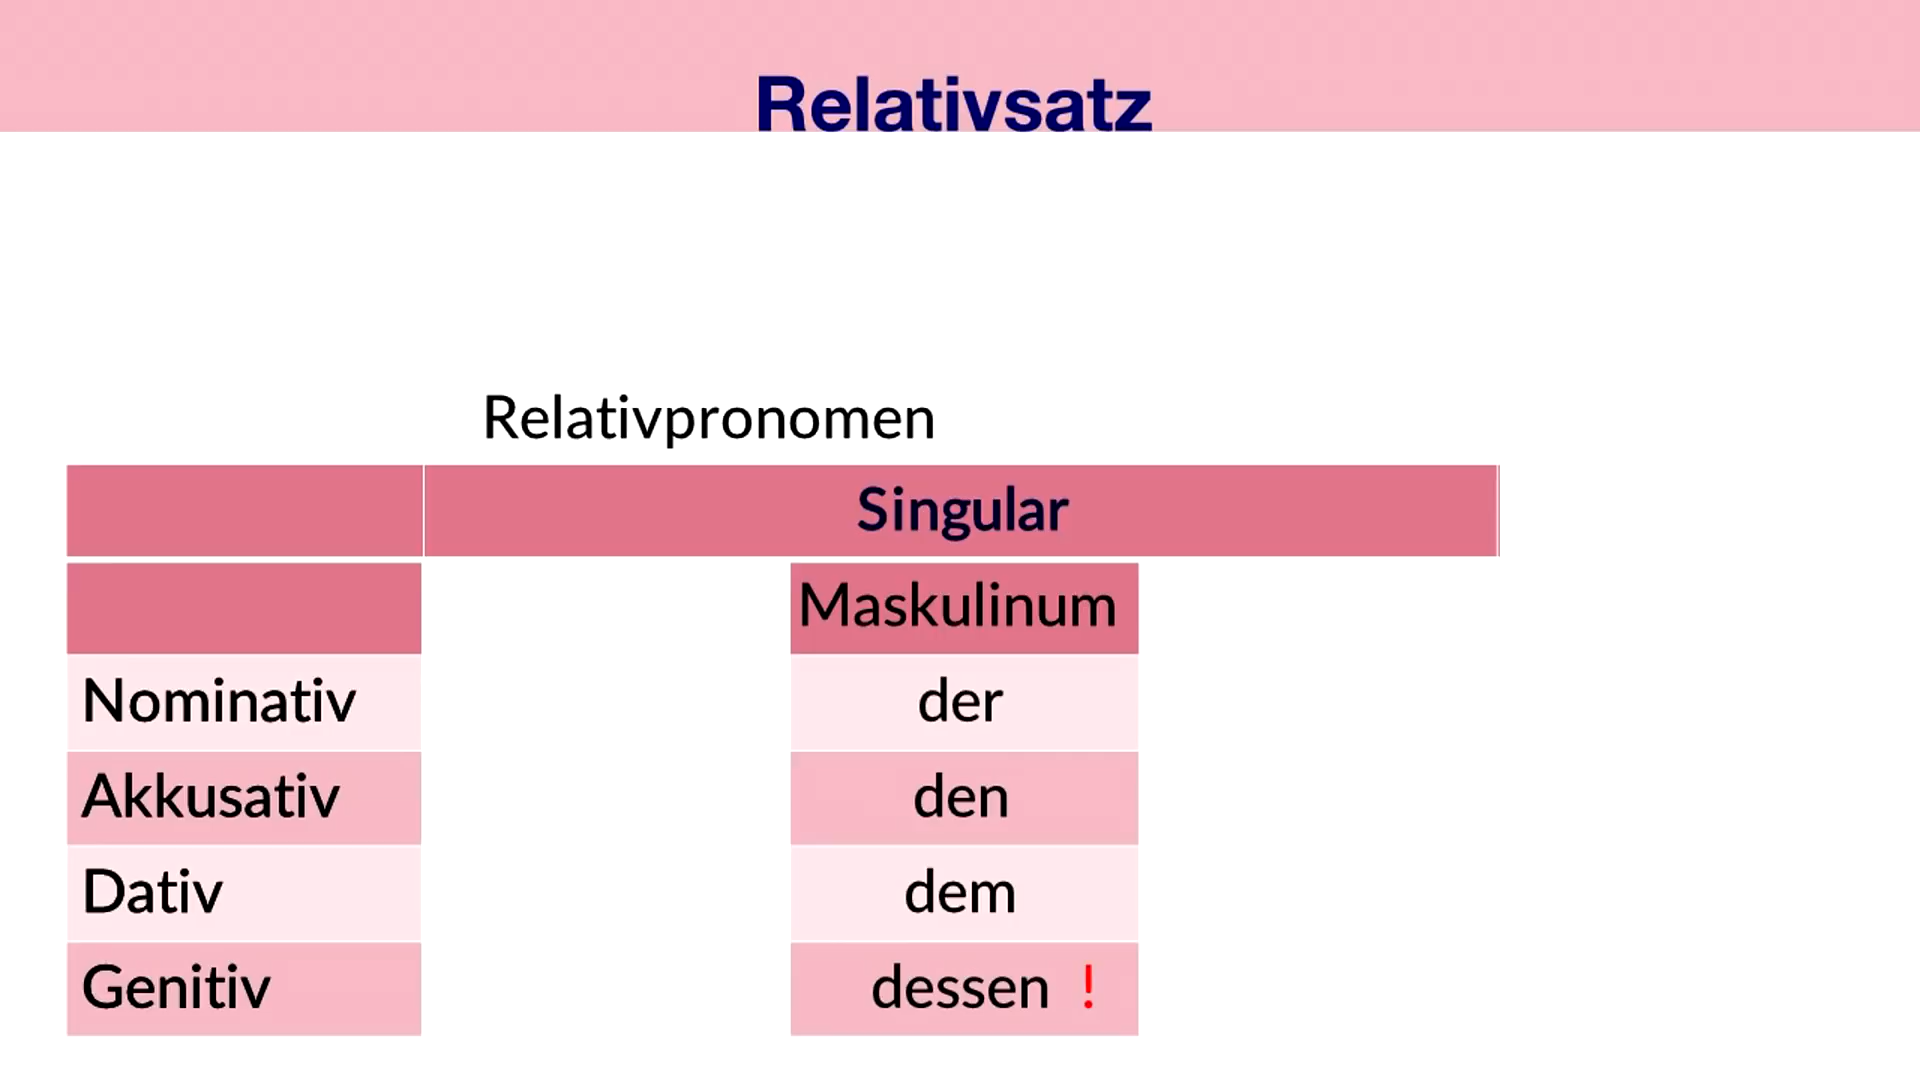 Relativsatz
Relativpronomen
Singular
Maskulinum
Nominativ der
Akkusativ den
Dativ dem
Genitiv dessen !